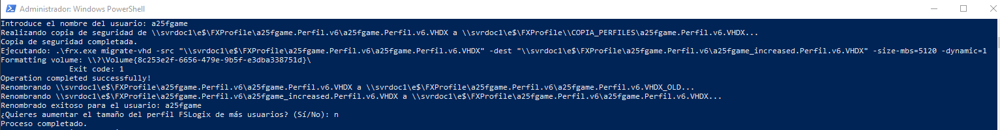 Administrador: Windows PowerShell
Introduce el nombre del usuario: a25fgame
Realizando copia de seguridad de \\svrdoc1\e$\FXProfile\a25fgame.Perfil.v6\a25fgame.Perfil.v6.VHDX a \\svrdoc1\e$\FXProfile\\COPIA_PERFILES\a25fgame.Perfil.v6.VHDX...
Copia de seguridad completada.
Ejecutando: .\frx.exe migrate-vhd -src "\\svrdoc1\e$\FXProfile\a25fgame.Perfil.v6\a25fgame.Perfil.v6.VHDX" -dest "\\svrdoc1\e$\FXProfile\a25fgame.Perfil.v6\a25fgame_increased.Perfil.v6.VHDX" -size-mbs=5120 -dynamic=1
Formatting volume: \\?\Volume{8c253e2f-6656-479e-9b5f-e3dba338751d}\
Exit code: 1
Operation completed successfully!
Renombrando \\svrdoc1\e$\FXProfile\a25fgame.Perfil.v6\a25fgame.Perfil.v6.VHDX a \\svrdoc1\e$\FXProfile\a25fgame.Perfil.v6\a25fgame.Perfil.v6.VHDX_OLD...
Renombrando \\svrdoc1\e$\FXProfile\a25fgame.Perfil.v6\a25fgame_increased.Perfil.v6.VHDX a \\svrdoc1\e$\FXProfile\a25fgame.Perfil.v6\a25fgame.Perfil.v6.VHDX...
Renombrado exitoso para el usuario: a25fgame
¿Quieres aumentar el tamaño del perfil FSLogix de más usuarios? (Sí/No): n
Proceso completado.